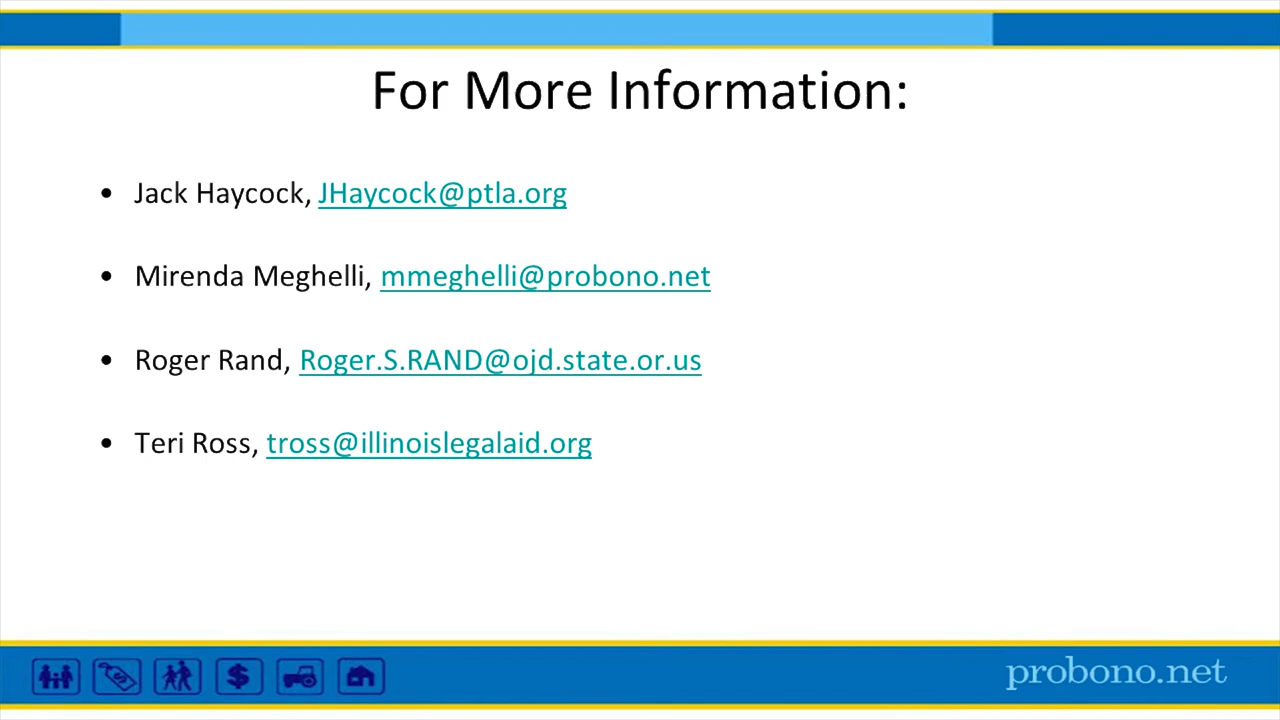 For More Information:
• Jack Haycock, JHaycock@ptla.org
• Mirenda Meghelli, mmeghelli@probono.net
• Roger Rand, Roger.S.RAND@ojd.state.or.us
• Teri Ross, tross@illinoislegalaid.org
$
probono.net